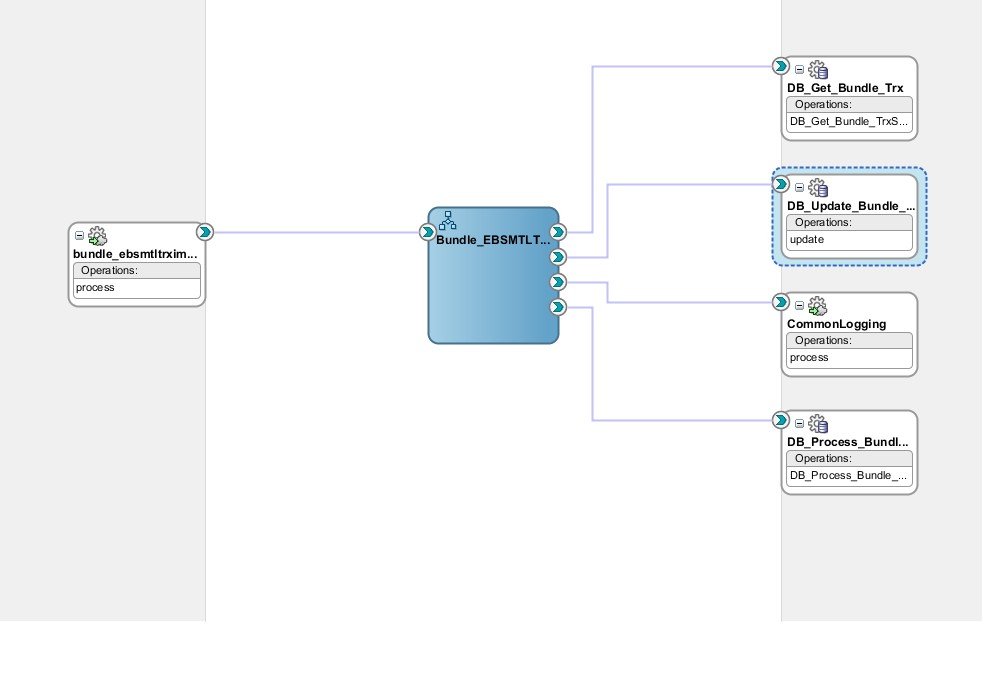 bundle_ebsmtltrxim...
Operations:
process
Bundle_EBSMTLT...
DB_Get_Bundle_Trx
Operations:
DB_Get_Bundle_TrxS...
DB_Update_Bundle_...
Operations:
update
CommonLogging
Operations:
process
DB_Process_Bundl...
Operations:
DB_Process_Bundle_...